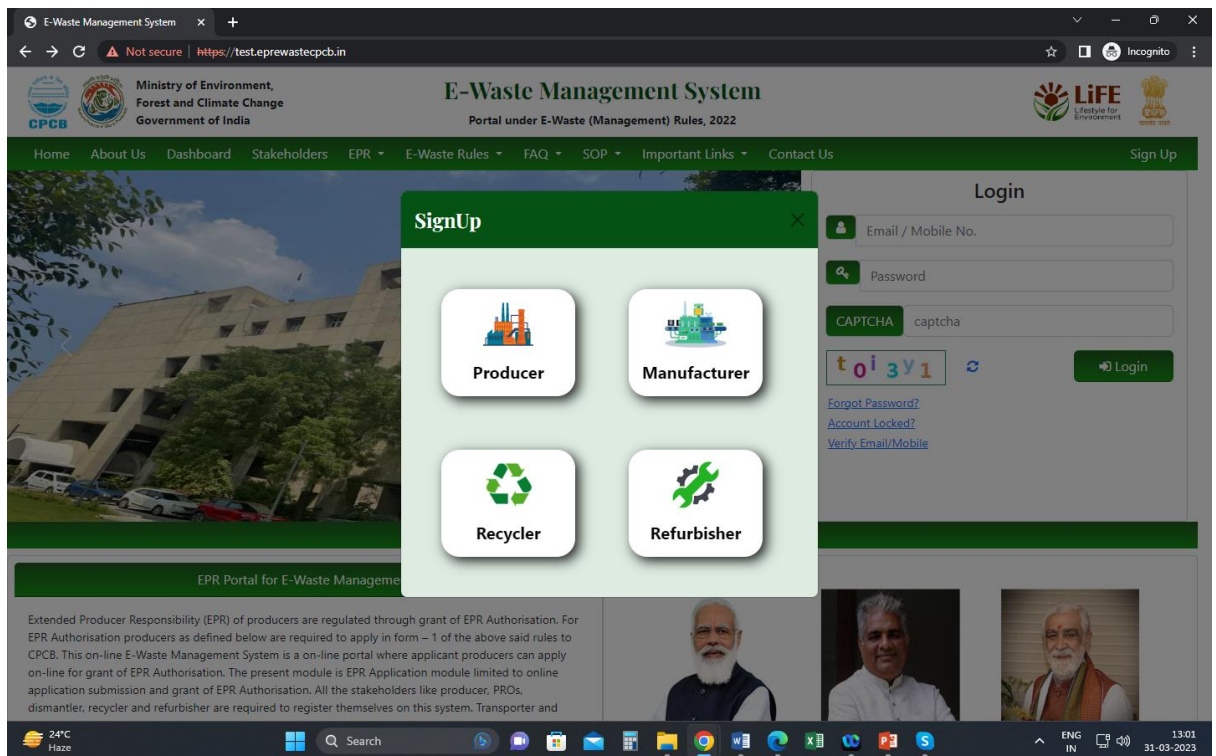 E-Waste Management System
Not secure | https://test.eprewastecpcb.in
Incognito
CPCB
Ministry of Environment,
Forest and Climate Change
Government of India
E-Waste Management System
Portal under E-Waste (Management) Rules, 2022
LiFE
Lifestyle for
Environment
सत्यमेव जयते
Home About Us Dashboard Stakeholders EPR E-Waste Rules FAQ SOP Important Links Contact Us Sign Up
SignUp
Producer
Manufacturer
Recycler
Refurbisher
Login
Email / Mobile No.
Password
CAPTCHA captcha
t0i3y1
Login
Forgot Password?
Account Locked?
Verify Email/Mobile
EPR Portal for E-Waste Manageme
Extended Producer Responsibility (EPR) of producers are regulated through grant of EPR Authorisation. For
EPR Authorisation producers as defined below are required to apply in form – 1 of the above said rules to
CPCB. This on-line E-Waste Management System is a on-line portal where applicant producers can apply
on-line for grant of EPR Authorisation. The present module is EPR Application module limited to online
application submission and grant of EPR Authorisation. All the stakeholders like producer, PROs,
dismantler, recycler and refurbisher are required to register themselves on this system. Transporter and
24°C
Haze
Search
ENG
IN
13:01
31-03-2023